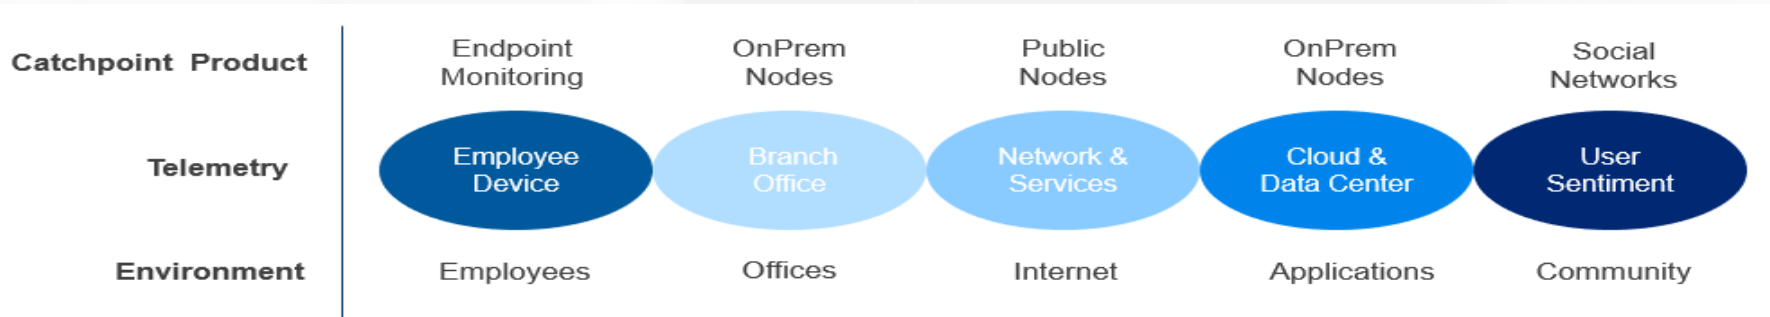 Catchpoint Product
Endpoint
Monitoring
OnPrem
Nodes
Public
Nodes
OnPrem
Nodes
Social
Networks
Telemetry
Employee
Device
Branch
Office
Network &
Services
Cloud &
Data Center
User
Sentiment
Environment
Employees
Offices
Internet
Applications
Community